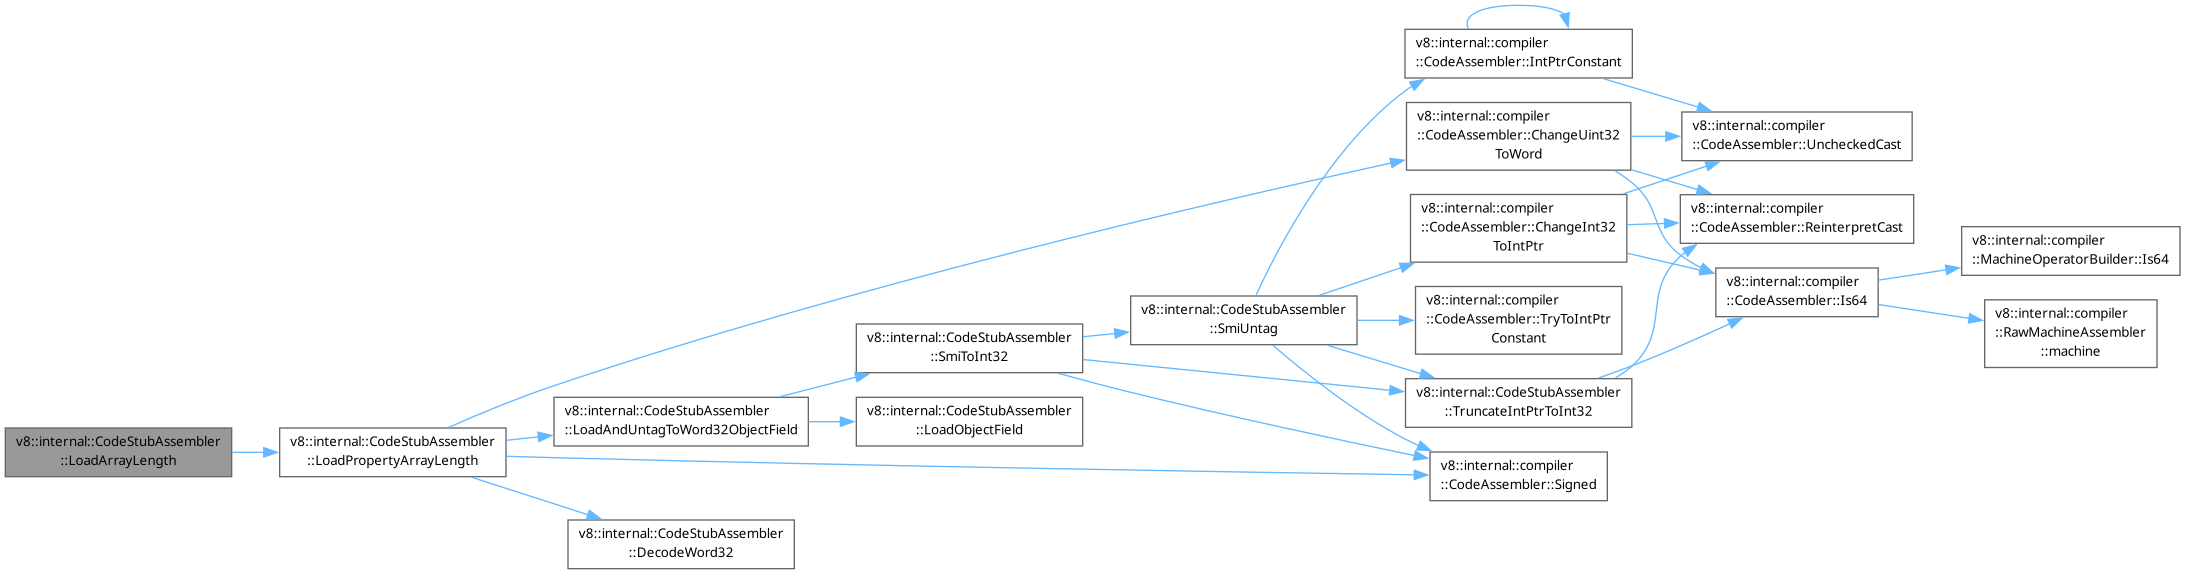 v8::internal::CodeStubAssembler
::LoadArrayLength
v8::internal::CodeStubAssembler
::LoadPropertyArrayLength
v8::internal::CodeStubAssembler
::LoadAndUntagToWord32ObjectField
v8::internal::CodeStubAssembler
::DecodeWord32
v8::internal::CodeStubAssembler
::SmiToInt32
v8::internal::CodeStubAssembler
::LoadObjectField
v8::internal::CodeStubAssembler
::SmiUntag
v8::internal::compiler
::CodeAssembler::IntPtrConstant
v8::internal::compiler
::CodeAssembler::ChangeUint32
ToWord
v8::internal::compiler
::CodeAssembler::ChangeInt32
ToIntPtr
v8::internal::compiler
::CodeAssembler::TryToIntPtr
Constant
v8::internal::CodeStubAssembler
::TruncateIntPtrToInt32
v8::internal::compiler
::CodeAssembler::Signed
v8::internal::compiler
::CodeAssembler::UncheckedCast
v8::internal::compiler
::CodeAssembler::ReinterpretCast
v8::internal::compiler
::CodeAssembler::Is64
v8::internal::compiler
::MachineOperatorBuilder::Is64
v8::internal::compiler
::RawMachineAssembler
::machine